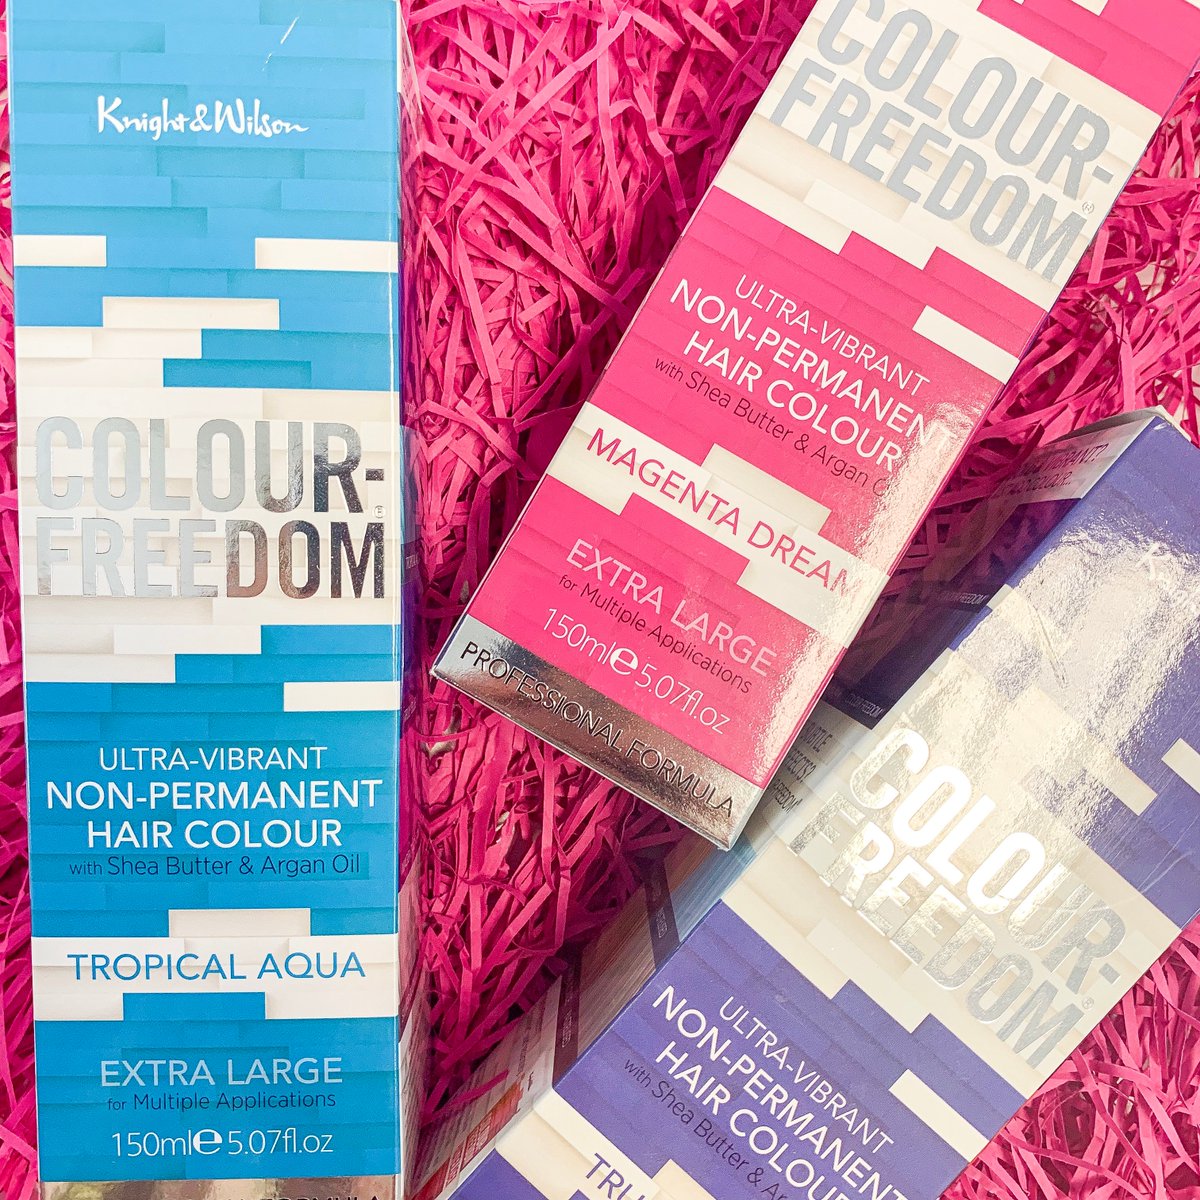 Knight&Wilson
COLOUR-
FREEDOM®
ULTRA-VIBRANT
NON-PERMANENT
HAIR COLOUR
with Shea Butter & Argan Oil
TROPICAL AQUA
EXTRA LARGE
for Multiple Applications
150ml e 5.07fl.oz
COLOUR-
FREEDOM®
ULTRA-VIBRANT
NON-PERMANENT
HAIR COLOUR
with Shea Butter & Argan O
MAGENTA DREAM
EXTRA LARGE
for Multiple Applications
150ml e 5.07fl.oz
PROFESSIONAL FORMULA
COLOUR-
FREEDOM®
ULTRA-VIBRANT
NON-PERMANENT
HAIR COLOUR
with Shea Butter & Arga
TRU